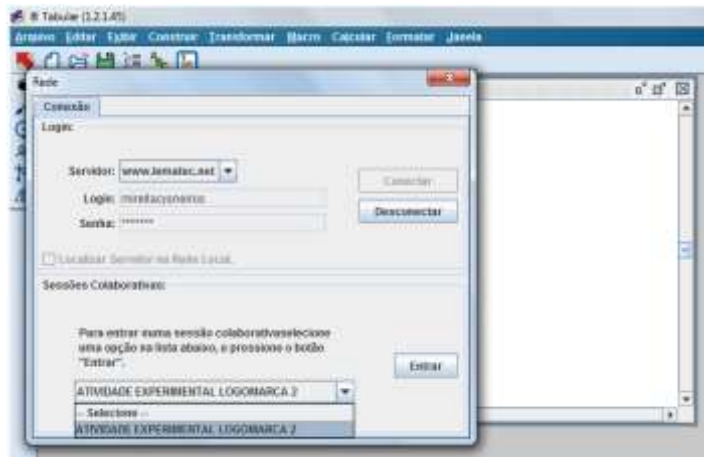 Tabulæ (1.2.1.45)
Arquivo Editar Exibir Construir Transformar Macro Calcular Formatar Janela
Rede
Conexão
Login:
Servidor: www.lematec.net
Conectar
Login:
Desconectar
Senha: *******
Localizar Servidor na Rede Local.
Sessões Colaborativas:
Para entrar numa sessão colaborativaselecione
uma opção na lista abaixo, e pressione o botão
"Entrar".
Entrar
ATIVIDADE EXPERIMENTAL LOGOMARCA 2
-- Selecione --
ATIVIDADE EXPERIMENTAL LOGOMARCA 2